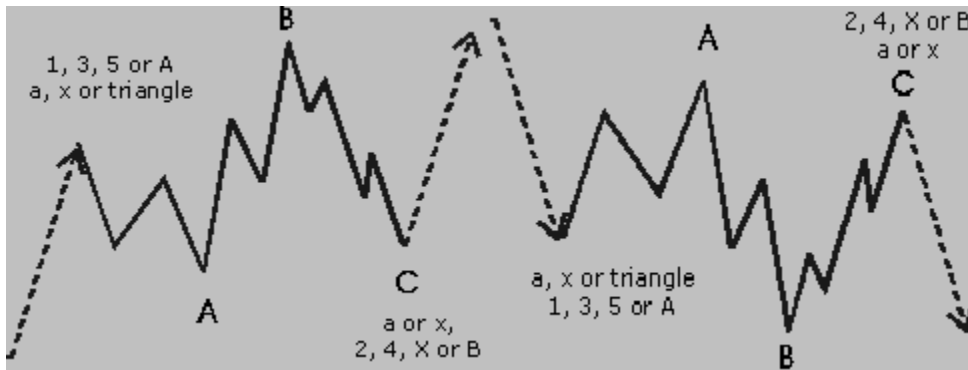 B
1, 3, 5 or A
a, x or triangle
A
C
a or x,
2, 4, X or B
A
2, 4, X or B
a or x
C
a, x or triangle
1, 3, 5 or A
B